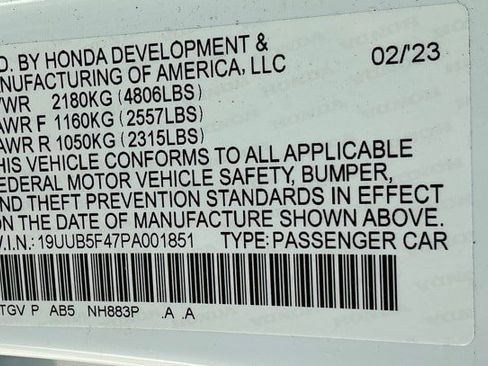 D. BY HONDA DEVELOPMENT & 02/'23
NUFACTURING OF AMERICA, LLC
VWR 2180KG (4806LBS)
AWR F 1160KG (2557LBS)
AWR R 1050KG (2315LBS)
HIS VEHICLE CONFORMS TO ALL APPLICABLE
EDERAL MOTOR VEHICLE SAFETY, BUMPER,
ND THEFT PREVENTION STANDARDS IN EFFECT
ON THE DATE OF MANUFACTURE SHOWN ABOVE.
V.I.N.: 19UUB5F47PA001851 TYPE: PASSENGER CAR
TGV P AB5 NH883P .A .A